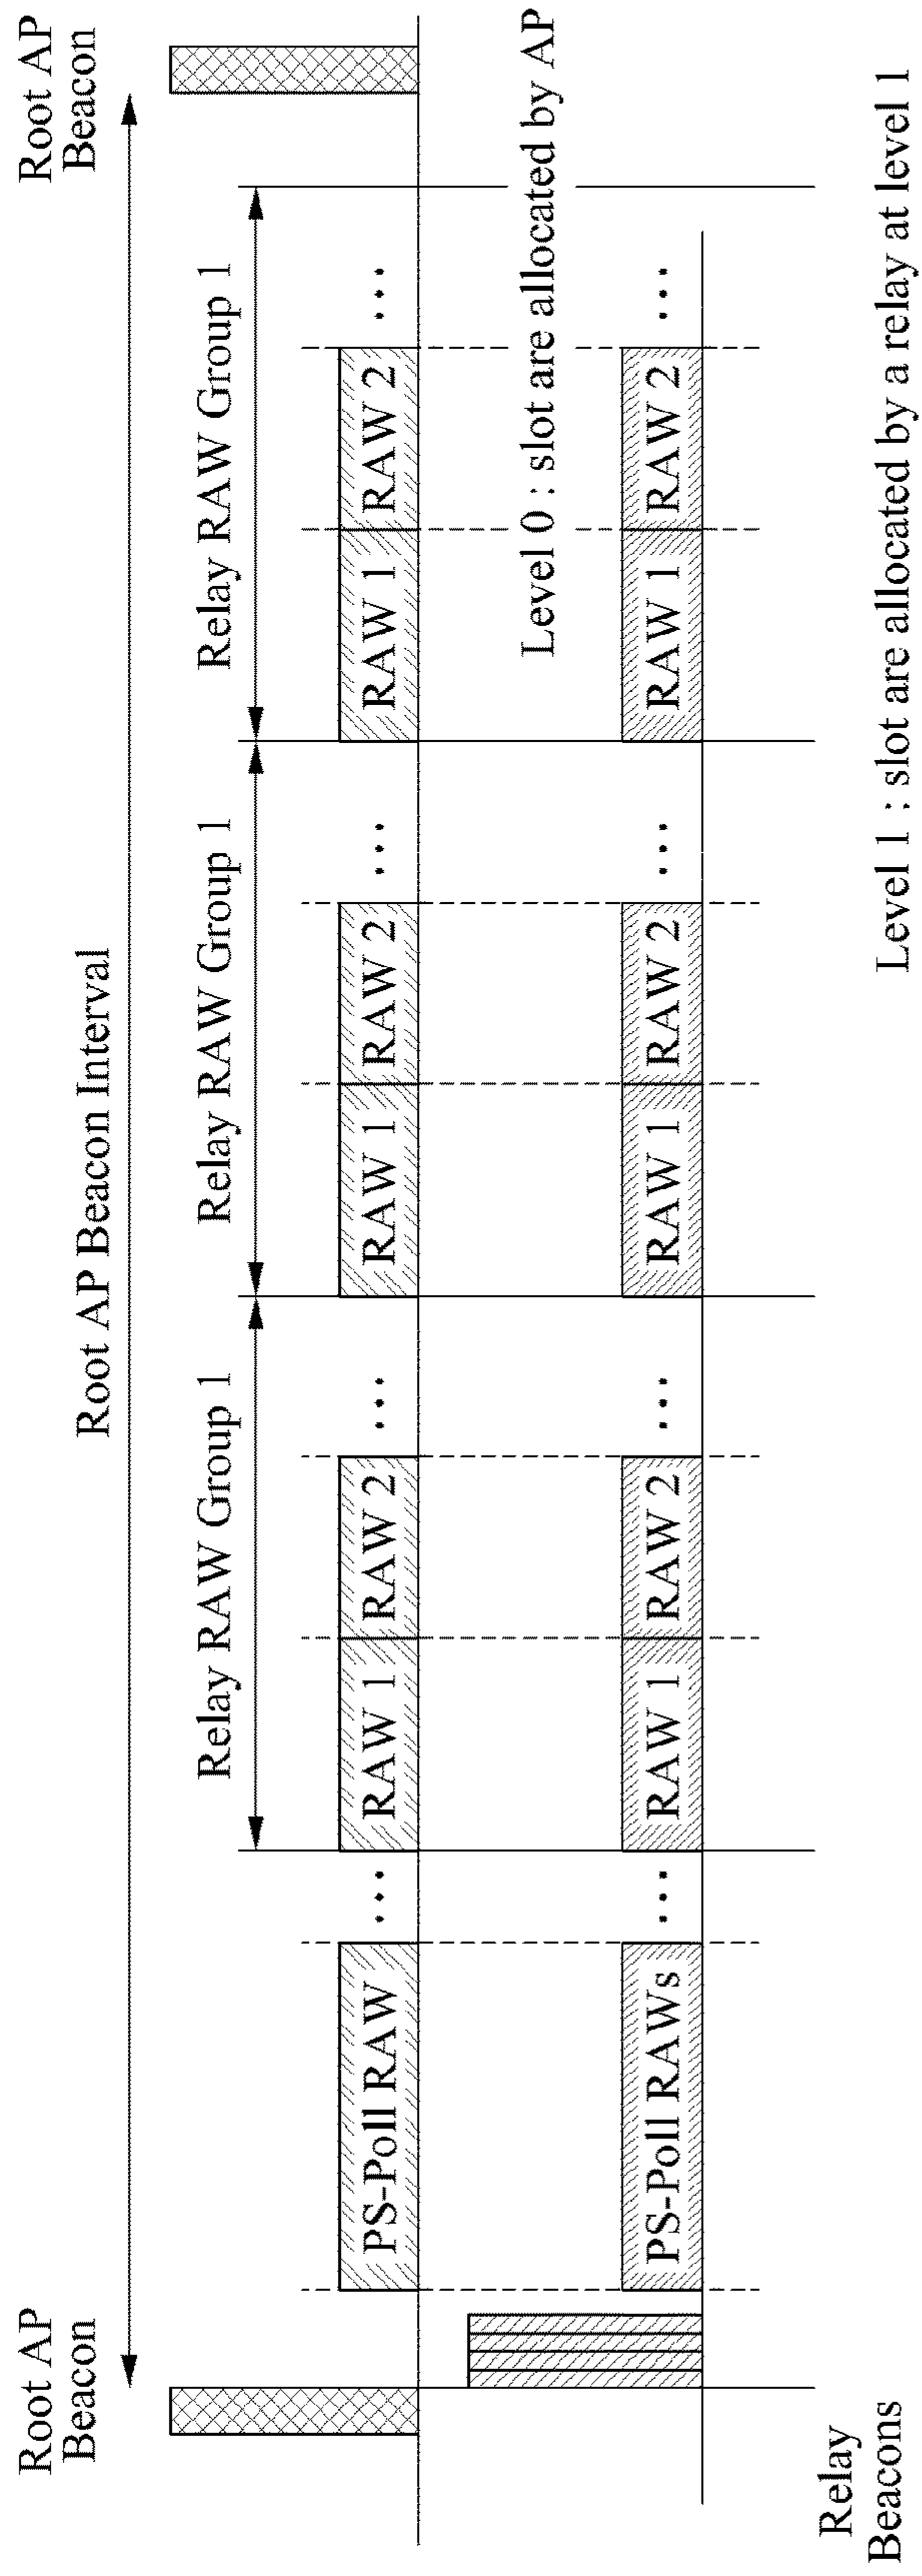 Root AP
Beacon
Root AP Beacon Interval
Root AP
Beacon
Relay RAW Group 1
Relay RAW Group 1
Relay RAW Group 1
PS-Poll RAW
...
RAW 1
RAW 2
...
RAW 1
RAW 2
...
RAW 1
RAW 2
...
Level 0 : slot are allocated by AP
PS-Poll RAWs
...
RAW 1
RAW 2
...
RAW 1
RAW 2
...
RAW 1
RAW 2
...
Relay
Beacons
Level 1 : slot are allocated by a relay at level 1